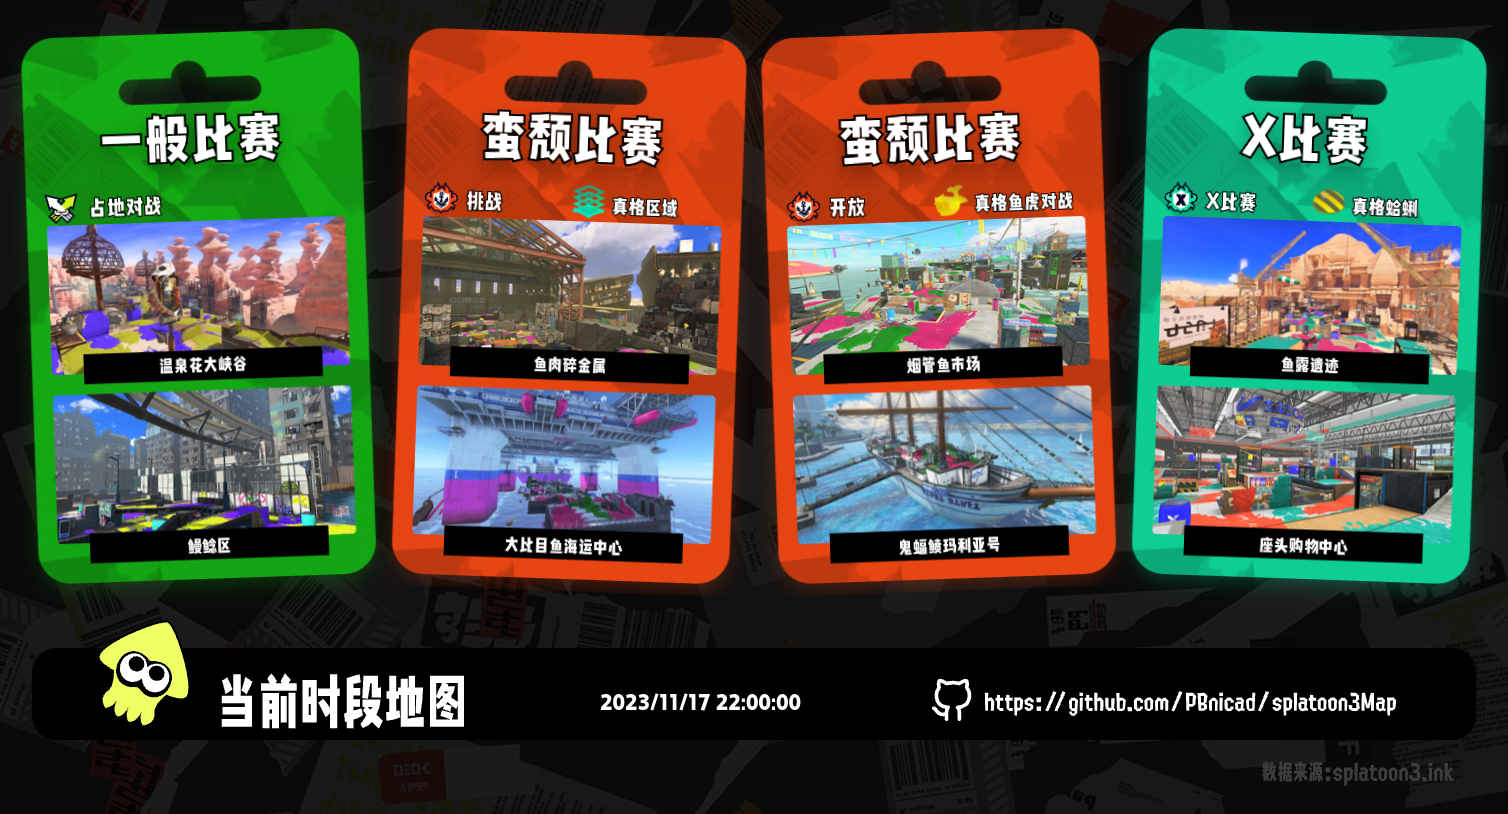 一般比赛
占地对战
温泉花大峡谷
鳗鲶区
蛮颓比赛
挑战
真格区域
鱼肉碎金属
大比目鱼海运中心
蛮颓比赛
开放
真格鱼虎对战
烟管鱼市场
鬼蝠鲼玛利亚号
X比赛
X比赛
真格蛤蜊
鱼露遗迹
座头购物中心
当前时段地图
2023/11/17 22:00:00
https://github.com/PBnicad/splatoon3Map
数据来源:splatoon3.ink